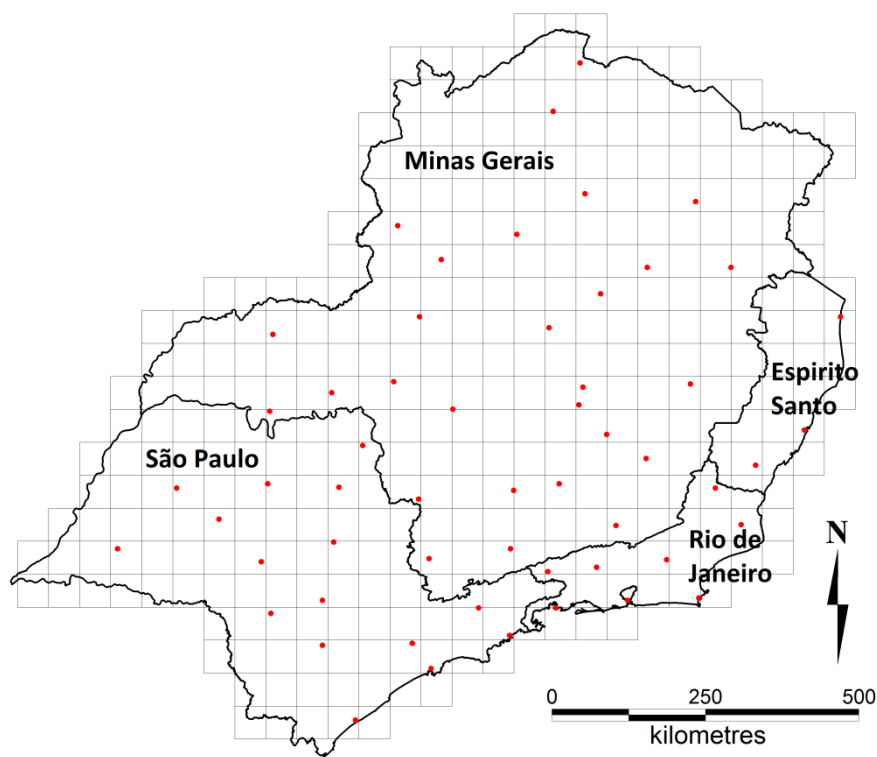 Minas Gerais
Espirito
Santo
São Paulo
Rio de
Janeiro
N
0 250 500
kilometres